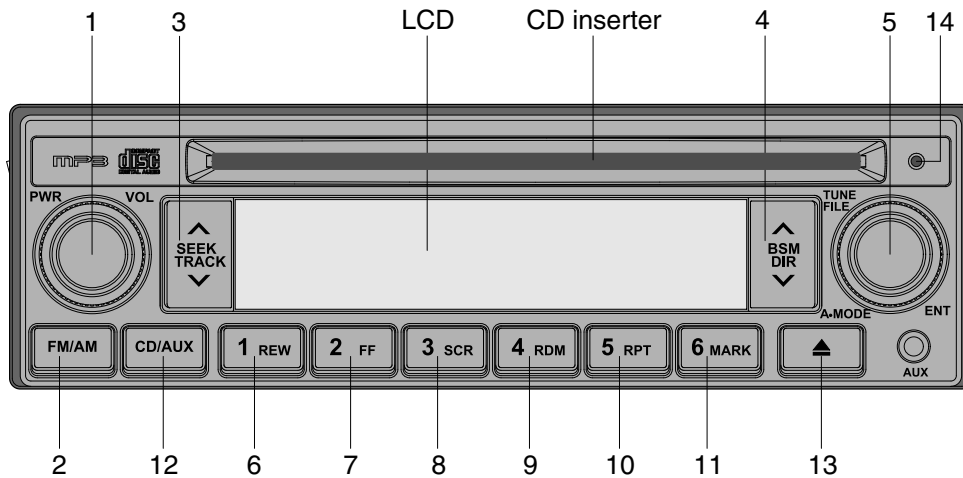 1 3 LCD CD inserter 4 5 14
MP3 COMPACT
disc
DIGITAL AUDIO
PWR VOL TUNE
FILE
SEEK
TRACK
BSM
DIR
A•MODE ENT
FM/AM CD/AUX 1 REW 2 FF 3 SCR 4 RDM 5 RPT 6 MARK
AUX
2 12 6 7 8 9 10 11 13